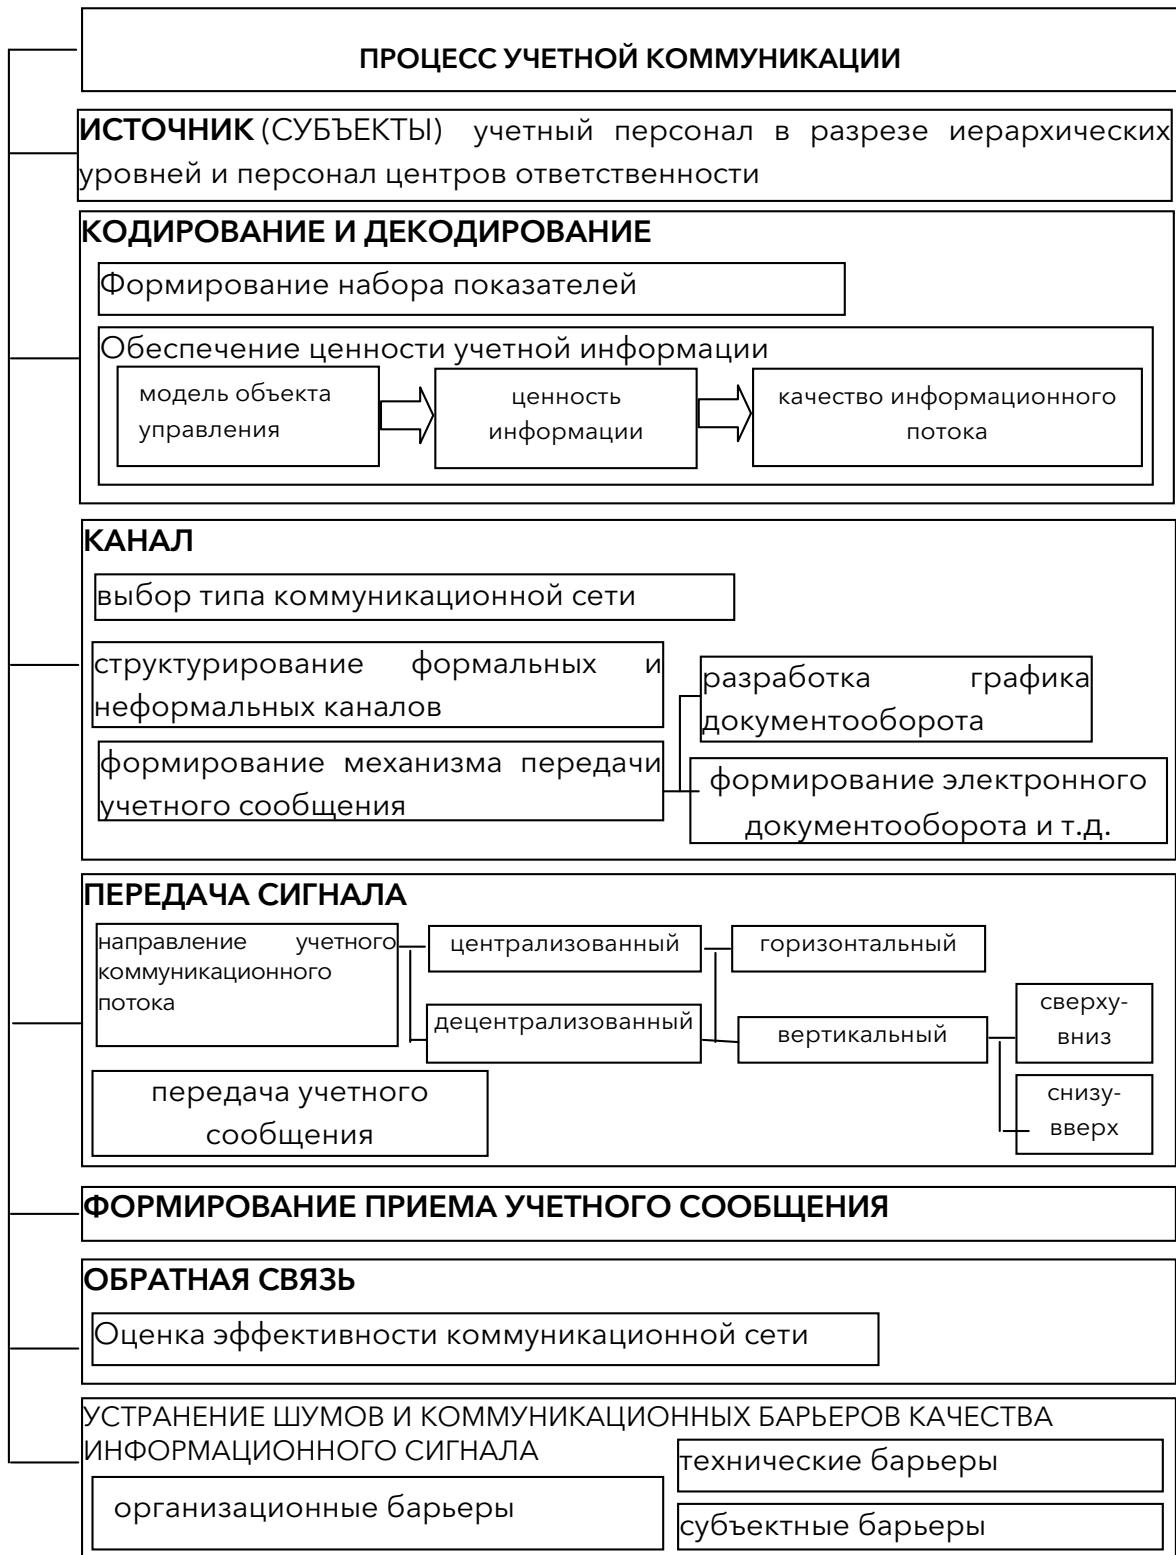 ПРОЦЕСС УЧЕТНОЙ КОММУНИКАЦИИ
ИСТОЧНИК (СУБЪЕКТЫ) учетный персонал в разрезе иерархических
уровней и персонал центров ответственности
КОДИРОВАНИЕ И ДЕКОДИРОВАНИЕ
Формирование набора показателей
Обеспечение ценности учетной информации
модель объекта
управления
ценность
информации
качество информационного
потока
КАНАЛ
выбор типа коммуникационной сети
структурирование формальных и
неформальных каналов
формирование механизма передачи
учетного сообщения
разработка графика
документооборота
формирование электронного
документооборота и т.д.
ПЕРЕДАЧА СИГНАЛА
направление учетного
коммуникационного
потока
централизованный
горизонтальный
децентрализованный
вертикальный
сверху-
вниз
снизу-
вверх
передача учетного
сообщения
ФОРМИРОВАНИЕ ПРИЕМА УЧЕТНОГО СООБЩЕНИЯ
ОБРАТНАЯ СВЯЗЬ
Оценка эффективности коммуникационной сети
УСТРАНЕНИЕ ШУМОВ И КОММУНИКАЦИОННЫХ БАРЬЕРОВ КАЧЕСТВА
ИНФОРМАЦИОННОГО СИГНАЛА
технические барьеры
организационные барьеры
субъектные барьеры